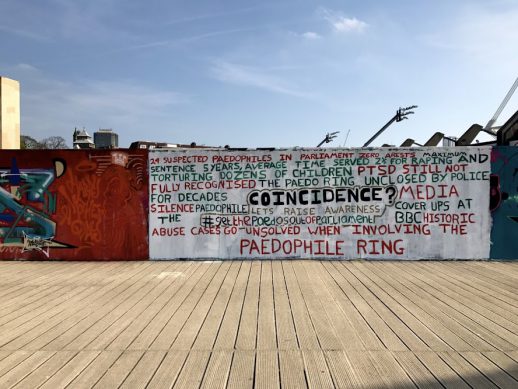 24 SUSPECTED PAEDOPHILES IN PARLIAMENT ZERO ARESTS MAXIMUM
SENTENCE 5 YEARS, AVERAGE TIME SERVED 2Y FOR RAPING AND
TORTURING DOZENS OF CHILDREN PTSD STILL NOT
FULLY RECOGNISED THE PAEDO RING, UNCLOSED BY POLICE
FOR DECADES COINCIDENCE? MEDIA
SILENCE PAEDOPHILE LETS RAISE AWARENESS COVER UPS AT
THE BBC HISTORIC
ABUSE CASES GO UNSOLVED WHEN INVOLVING THE
PAEDOPHILE RING